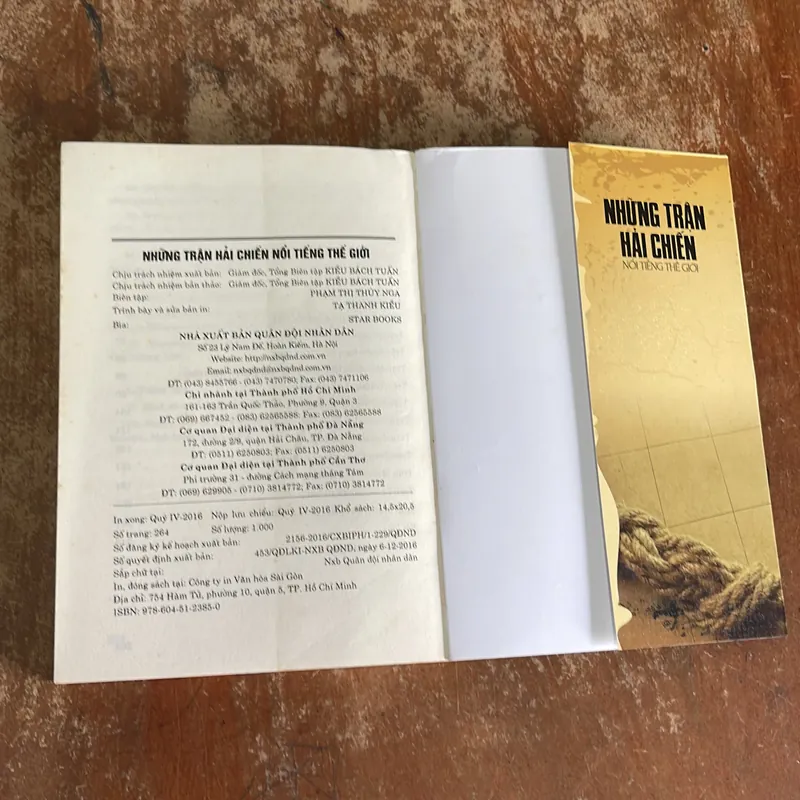 NHỮNG TRẬN HẢI CHIẾN NỔI TIẾNG THẾ GIỚI
Chịu trách nhiệm xuất bản: Giám đốc, Tổng Biên tập KIỀU BÁCH TUẤN
Chịu trách nhiệm bản thảo: Giám đốc, Tổng Biên tập KIỀU BÁCH TUẤN
Biên tập: PHẠM THỊ THÚY NGA
Trình bày và sửa bản in: TẠ THANH KIỀU
Bìa: STAR BOOKS
NHÀ XUẤT BẢN QUÂN ĐỘI NHÂN DÂN
Số 23 Lý Nam Đế, Hoàn Kiếm, Hà Nội
Website: http://nxbqdnd.com.vn
Email: nxbqdnd@nxbqdnd.com.vn
ĐT: (043) 8455766 - (043) 7470780; Fax: (043) 7471106
Chi nhánh tại Thành phố Hồ Chí Minh
161-163 Trần Quốc Thảo, Phường 9, Quận 3
ĐT: (069) 667452 - (083) 62565588; Fax: (083) 62565588
Cơ quan Đại diện tại Thành phố Đà Nẵng
172, đường 2/9, quận Hải Châu, TP. Đà Nẵng
ĐT: (0511) 6250803; Fax: (0511) 6250803
Cơ quan Đại diện tại Thành phố Cần Thơ
Phi trường 31 - đường Cách mạng tháng Tám
ĐT: (069) 629905 - (0710) 3814772; Fax: (0710) 3814772
In xong: Quý IV-2016 Nộp lưu chiểu: Quý IV-2016 Khổ sách: 14,5x20,5
Số trang: 264 Số lượng: 1.000
Số đăng ký kế hoạch xuất bản: 2156-2016/CXBIPH/1-229/QĐND
Số quyết định xuất bản: 453/QĐLKI-NXB QĐND, ngày 6-12-2016
Sắp chữ tại: Nxb Quân đội nhân dân
In, đóng sách tại: Công ty in Văn hóa Sài Gòn
Địa chỉ: 754 Hàm Tử, phường 10, quận 5, TP. Hồ Chí Minh
ISBN: 978-604-51-2385-0
NHỮNG TRẬN
HẢI CHIẾN
NỔI TIẾNG THẾ GIỚI